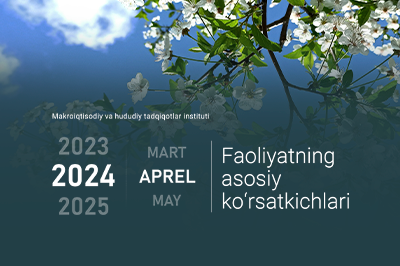 Makroiqtisodiy va hududiy tadqiqotlar instituti
2023
2024
2025
MART
APREL
MAY
Faoliyatning
asosiy
ko‘rsatkichlari